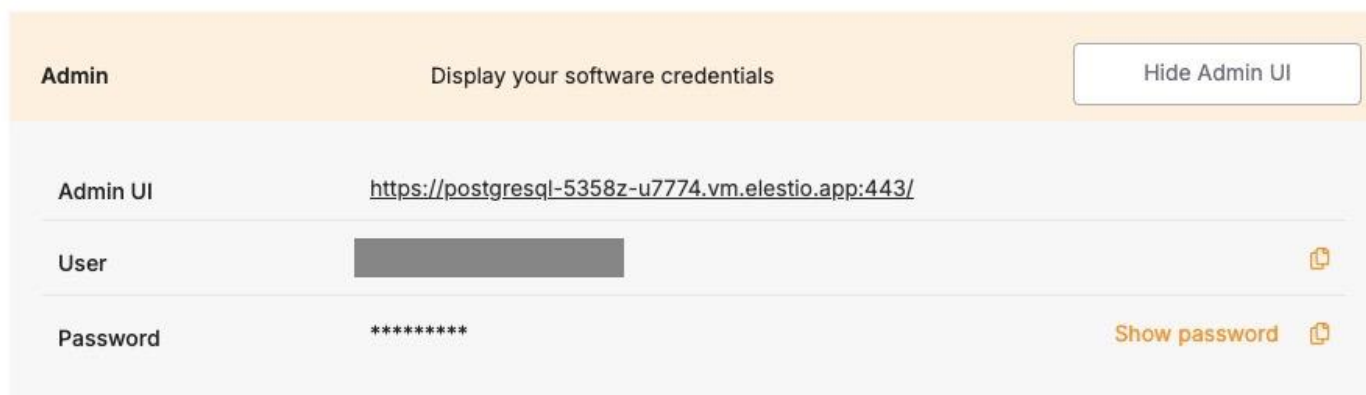 Admin Display your software credentials Hide Admin UI
Admin UI https://postgresql-5358z-u7774.vm.elestio.app:443/
User
Password ********* Show password